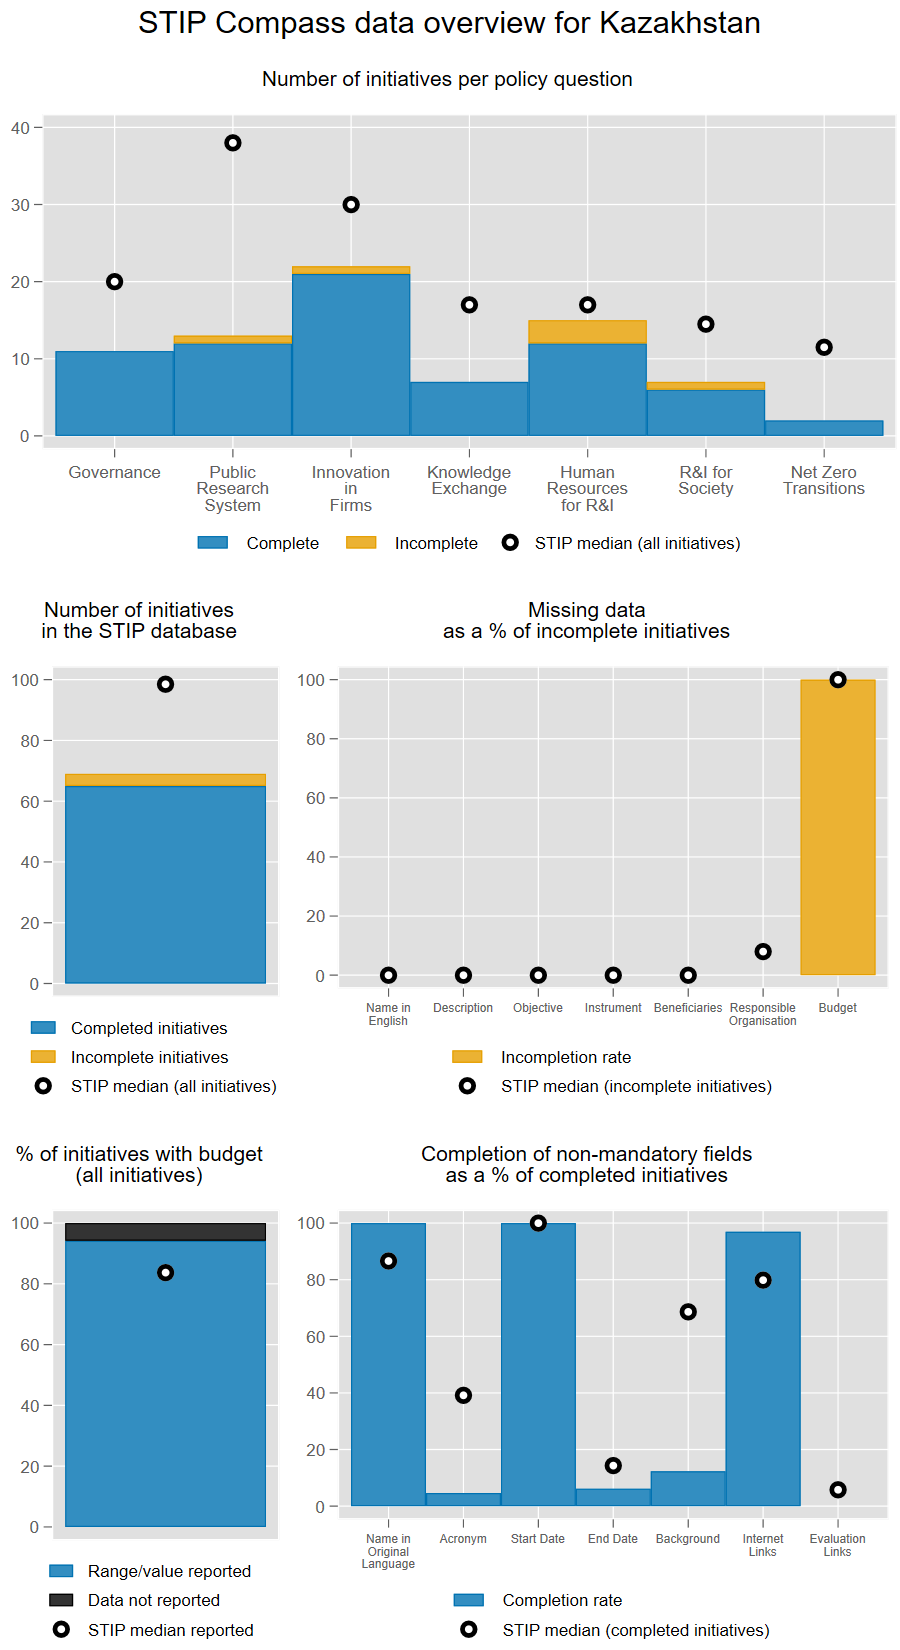 STIP Compass data overview for Kazakhstan
Number of initiatives per policy question
40
30
20
10
0
Governance
Public
Research
System
Innovation
in
Firms
Knowledge
Exchange
Human
Resources
for R&I
R&I for
Society
Net Zero
Transitions
Complete
Incomplete
STIP median (all initiatives)
Number of initiatives
in the STIP database
100
80
60
40
20
0
Completed initiatives
Incomplete initiatives
STIP median (all initiatives)
Missing data
as a % of incomplete initiatives
100
80
60
40
20
0
Name in
English
Description
Objective
Instrument
Beneficiaries
Responsible
Organisation
Budget
Incompletion rate
STIP median (incomplete initiatives)
% of initiatives with budget
(all initiatives)
100
80
60
40
20
0
Range/value reported
Data not reported
STIP median reported
Completion of non-mandatory fields
as a % of completed initiatives
100
80
60
40
20
0
Name in
Original
Language
Acronym
Start Date
End Date
Background
Internet
Links
Evaluation
Links
Completion rate
STIP median (completed initiatives)